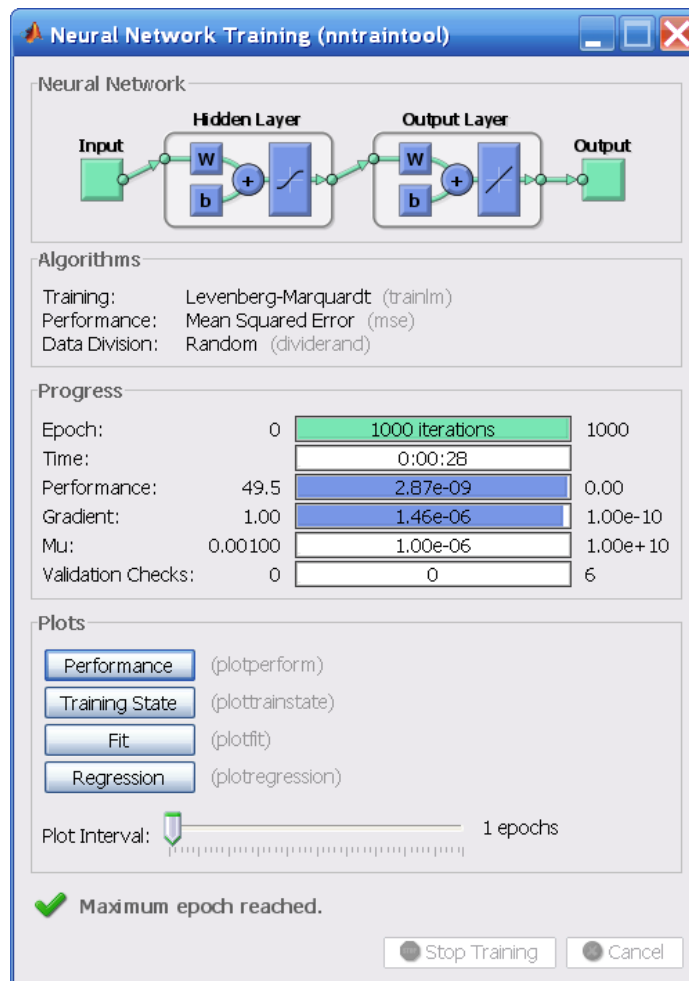 Neural Network Training (nntraintool)
Neural Network
Hidden Layer Output Layer
Input Output
W W
+ +
b b
Algorithms
Training: Levenberg-Marquardt (trainlm)
Performance: Mean Squared Error (mse)
Data Division: Random (dividerand)
Progress
Epoch: 0 1000 iterations 1000
Time: 0:00:28
Performance: 49.5 2.87e-09 0.00
Gradient: 1.00 1.46e-06 1.00e-10
Mu: 0.00100 1.00e-06 1.00e+10
Validation Checks: 0 0 6
Plots
Performance (plotperform)
Training State (plottrainstate)
Fit (plotfit)
Regression (plotregression)
Plot Interval: 1 epochs
Maximum epoch reached.
Stop Training Cancel